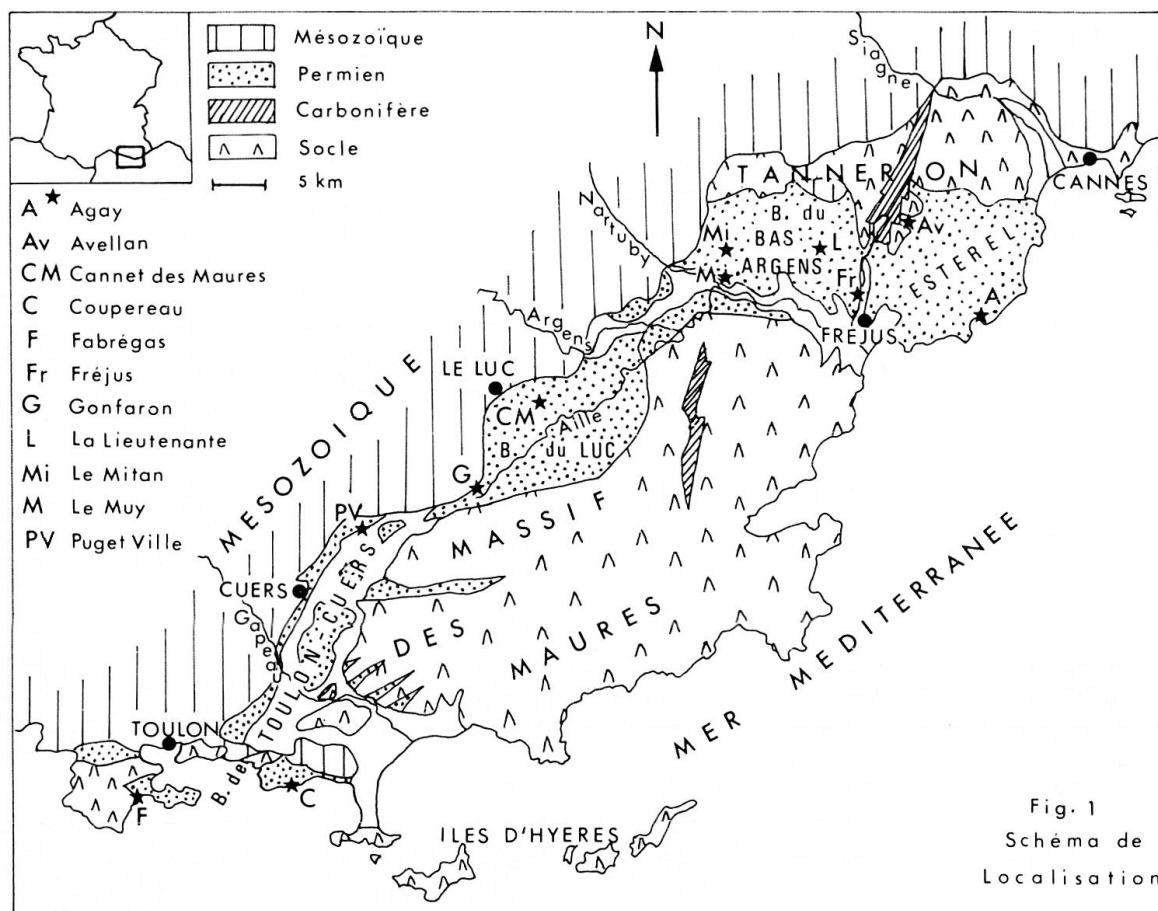 Mésozoïque
Permien
Carbonifère
Socle
5 km
A Agay
Av Avellan
CM Cannet des Maures
C Coupereau
F Fabrégas
Fr Fréjus
G Gonfaron
L La Lieutenante
Mi Le Mitan
M Le Muy
PV Puget Ville
N
Siagne
CANNES
TANNERON
Nartuby
B. du
BAS
ARGENS
Mi
L
Av
M
Fr
ESTEREL
A
FRÉJUS
Argens
LE LUC
CM
Aille
B. du LUC
G
MESOZOIQUE
PV
MASSIF
DES
MAURES
CUERS
Gapeau
B. de TOULON-CUERS
TOULON
F
C
MER MEDITERRANEE
ILES D'HYERES
Fig. 1
Schéma de
Localisation